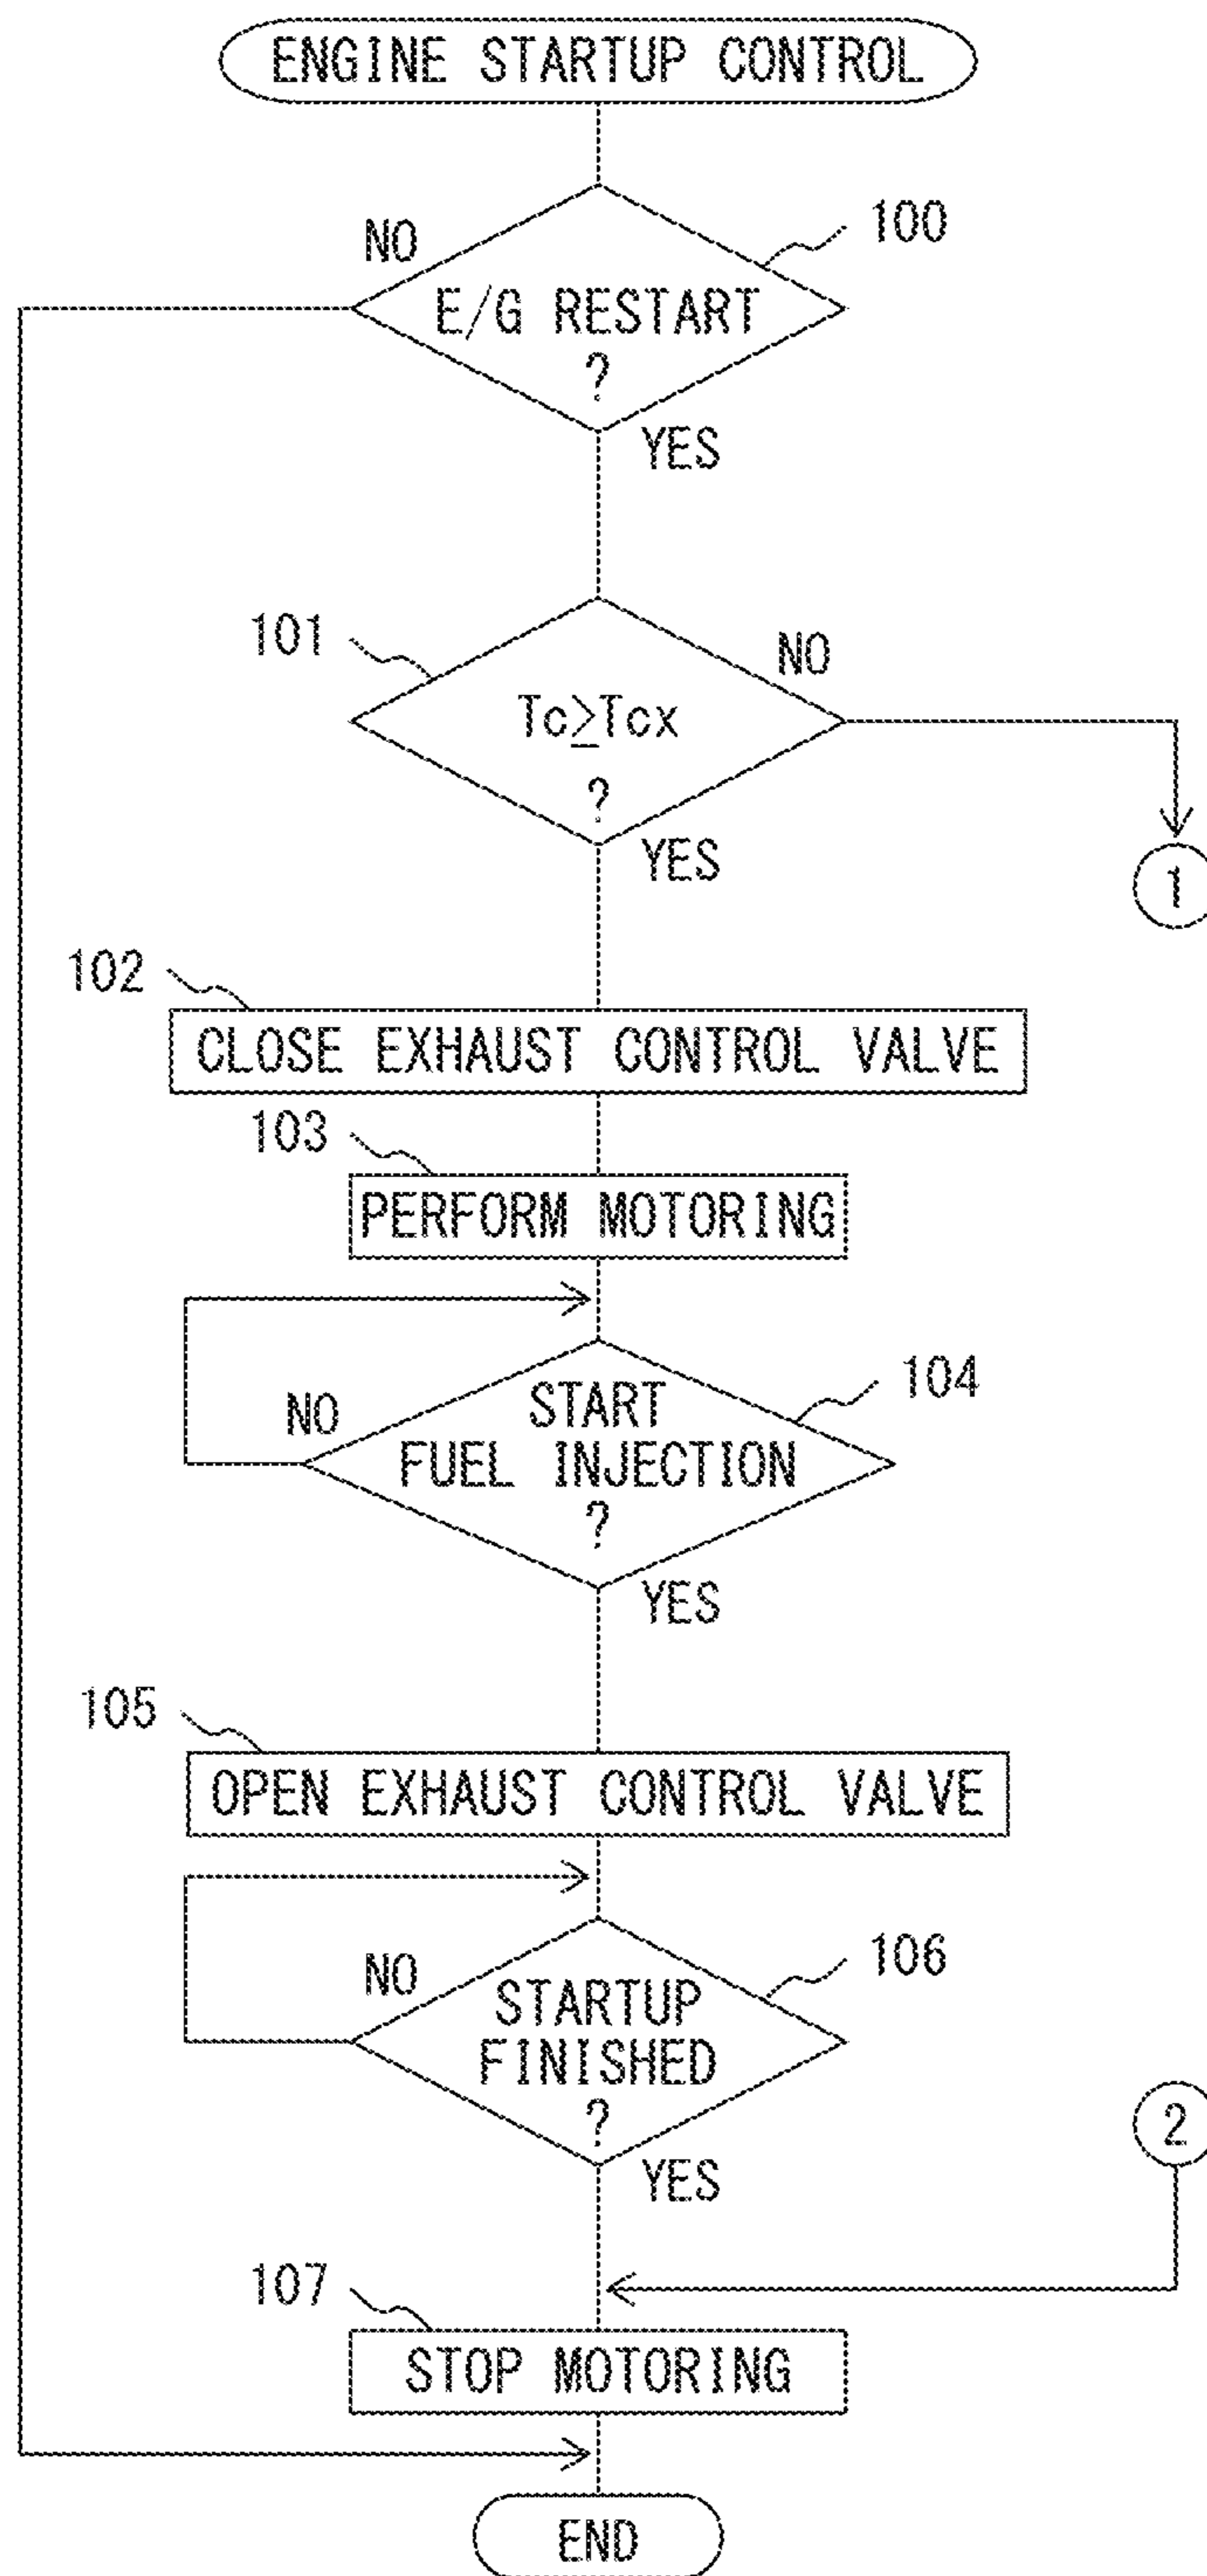 ENGINE STARTUP CONTROL
NO
100
E/G RESTART
?
YES
101
NO
Tc≧Tcx
?
YES
1
102
CLOSE EXHAUST CONTROL VALVE
103
PERFORM MOTORING
104
NO
START
FUEL INJECTION
?
YES
105
OPEN EXHAUST CONTROL VALVE
106
NO
STARTUP
FINISHED
?
2
YES
107
STOP MOTORING
END